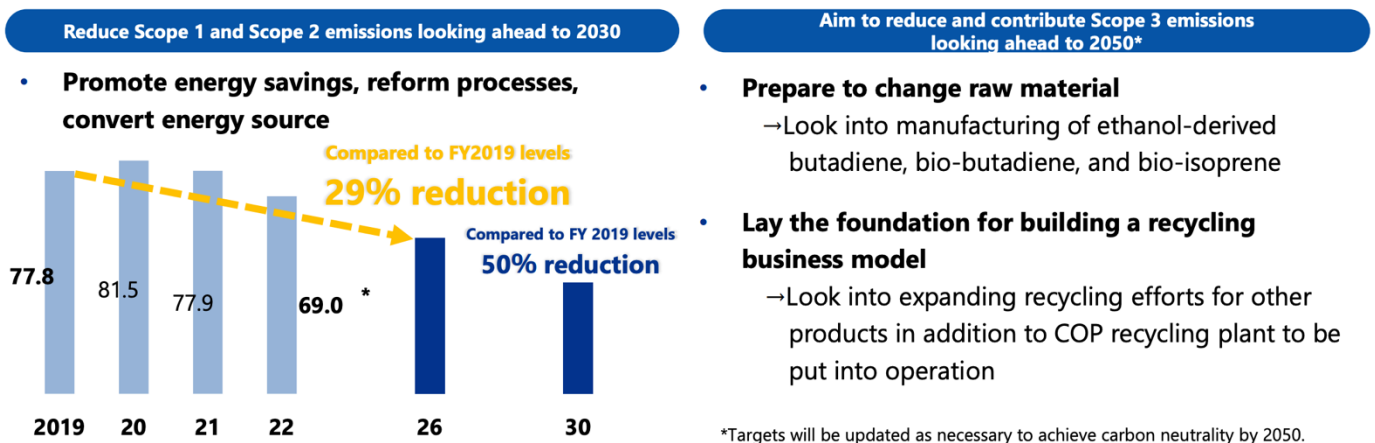 Reduce Scope 1 and Scope 2 emissions looking ahead to 2030
• Promote energy savings, reform processes,
convert energy source
Compared to FY2019 levels
29% reduction
Compared to FY 2019 levels
50% reduction
77.8
81.5
77.9
69.0 *
2019 20 21 22 26 30
Aim to reduce and contribute Scope 3 emissions
looking ahead to 2050*
• Prepare to change raw material
→Look into manufacturing of ethanol-derived
butadiene, bio-butadiene, and bio-isoprene
• Lay the foundation for building a recycling
business model
→Look into expanding recycling efforts for other
products in addition to COP recycling plant to be
put into operation
*Targets will be updated as necessary to achieve carbon neutrality by 2050.